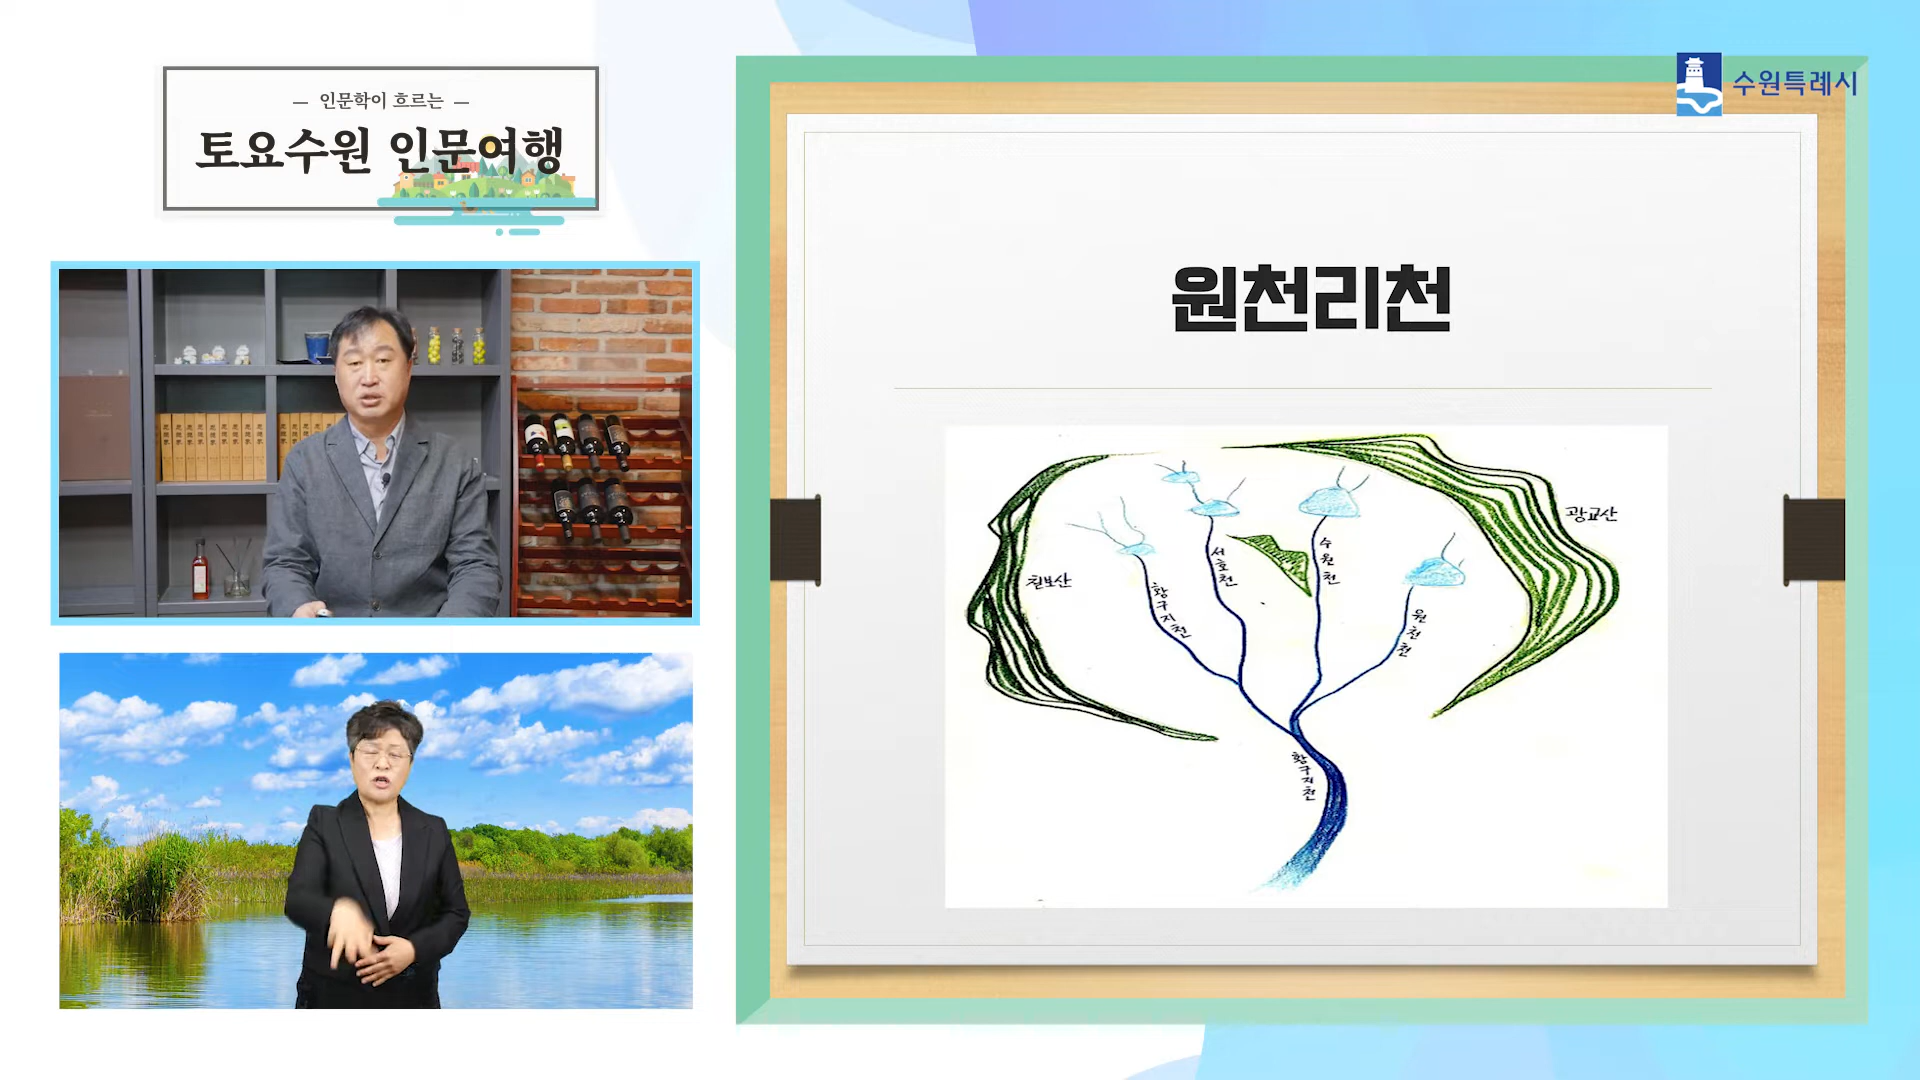 — 인문학이 흐르는 —
토요수원 인문여행
수원특례시
원천리천
광교산
칠보산
서호천
수원천
황구지천
원천천
황구지천